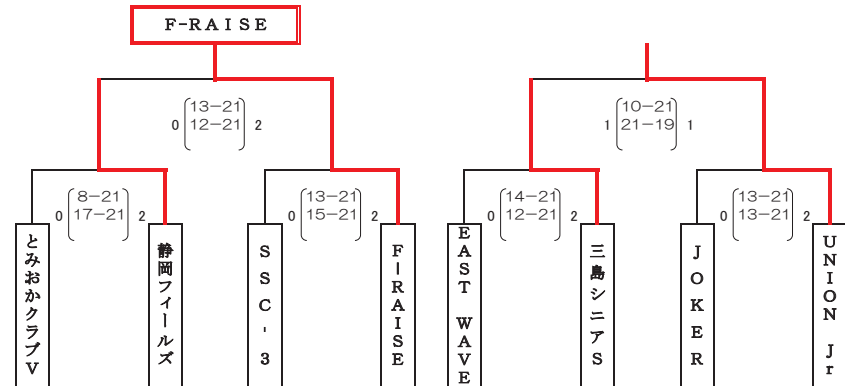 F-RAISE
13-21
0 12-21 2
10-21
1 21-19 1
8-21
0 17-21 2
13-21
0 15-21 2
14-21
0 12-21 2
13-21
0 13-21 2
とみおかクラブV
静岡フィールズ
SSC-3
F-RAISE
EAST WAVE
三島シニアS
JOKER
UNION Jr